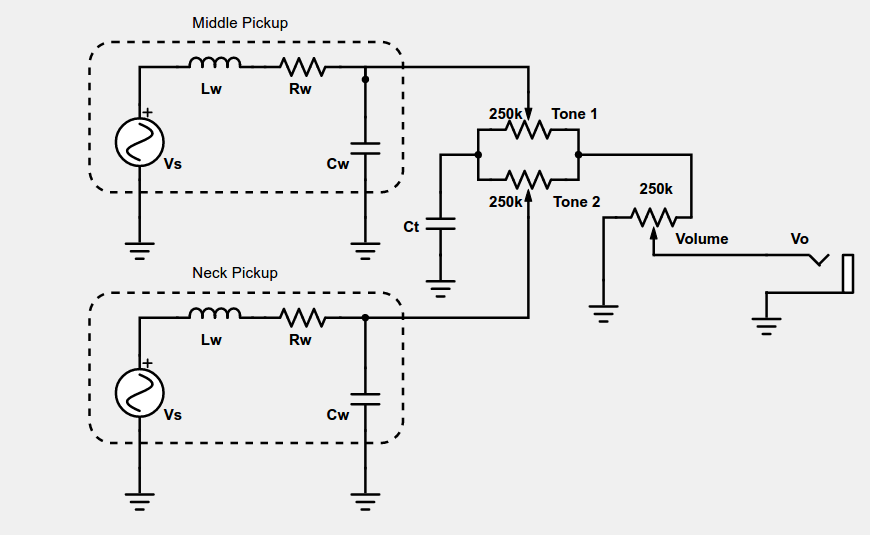 Middle Pickup
Lw
Rw
+
Vs
Cw
250k
Tone 1
250k
Tone 2
Ct
250k
Volume
Vo
Neck Pickup
Lw
Rw
+
Vs
Cw